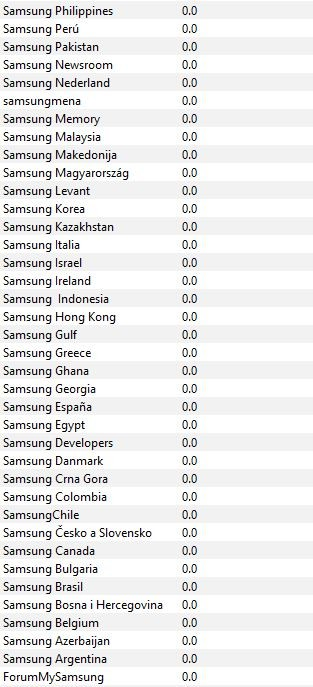 Samsung Philippines 0.0
Samsung Perú 0.0
Samsung Pakistan 0.0
Samsung Newsroom 0.0
Samsung Nederland 0.0
samsungmena 0.0
Samsung Memory 0.0
Samsung Malaysia 0.0
Samsung Makedonija 0.0
Samsung Magyarország 0.0
Samsung Levant 0.0
Samsung Korea 0.0
Samsung Kazakhstan 0.0
Samsung Italia 0.0
Samsung Israel 0.0
Samsung Ireland 0.0
Samsung  Indonesia 0.0
Samsung Hong Kong 0.0
Samsung Gulf 0.0
Samsung Greece 0.0
Samsung Ghana 0.0
Samsung Georgia 0.0
Samsung España 0.0
Samsung Egypt 0.0
Samsung Developers 0.0
Samsung Danmark 0.0
Samsung Crna Gora 0.0
Samsung Colombia 0.0
SamsungChile 0.0
Samsung Česko a Slovensko 0.0
Samsung Canada 0.0
Samsung Bulgaria 0.0
Samsung Brasil 0.0
Samsung Bosna i Hercegovina 0.0
Samsung Belgium 0.0
Samsung Azerbaijan 0.0
Samsung Argentina 0.0
ForumMySamsung 0.0